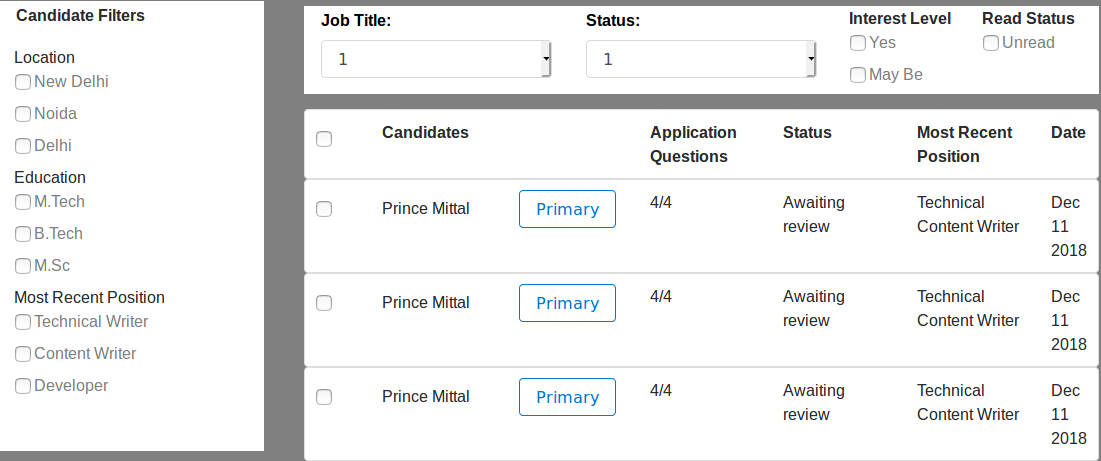 Candidate Filters
Location
New Delhi
Noida
Delhi
Education
M.Tech
B.Tech
M.Sc
Most Recent Position
Technical Writer
Content Writer
Developer
Job Title:
1
Status:
1
Interest Level
Yes
May Be
Read Status
Unread
Candidates
Application
Questions
Status
Most Recent
Position
Date
Prince Mittal
Primary
4/4
Awaiting
review
Technical
Content Writer
Dec
11
2018
Prince Mittal
Primary
4/4
Awaiting
review
Technical
Content Writer
Dec
11
2018
Prince Mittal
Primary
4/4
Awaiting
review
Technical
Content Writer
Dec
11
2018